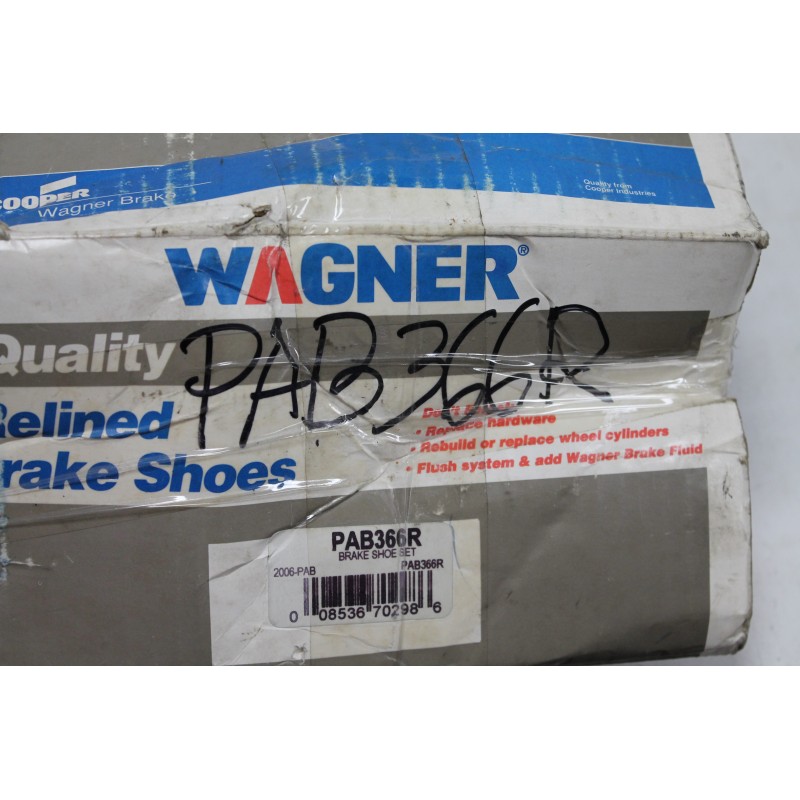 COOPER
Wagner Brake
Quality from
Cooper Industries
WAGNER®
Quality
PAB366R
Relined
Brake Shoes
• Replace hardware
• Rebuild or replace wheel cylinders
• Flush system & add Wagner Brake Fluid
PAB366R
BRAKE SHOE SET
2006-PAB PAB366R
0 08536 70298 6